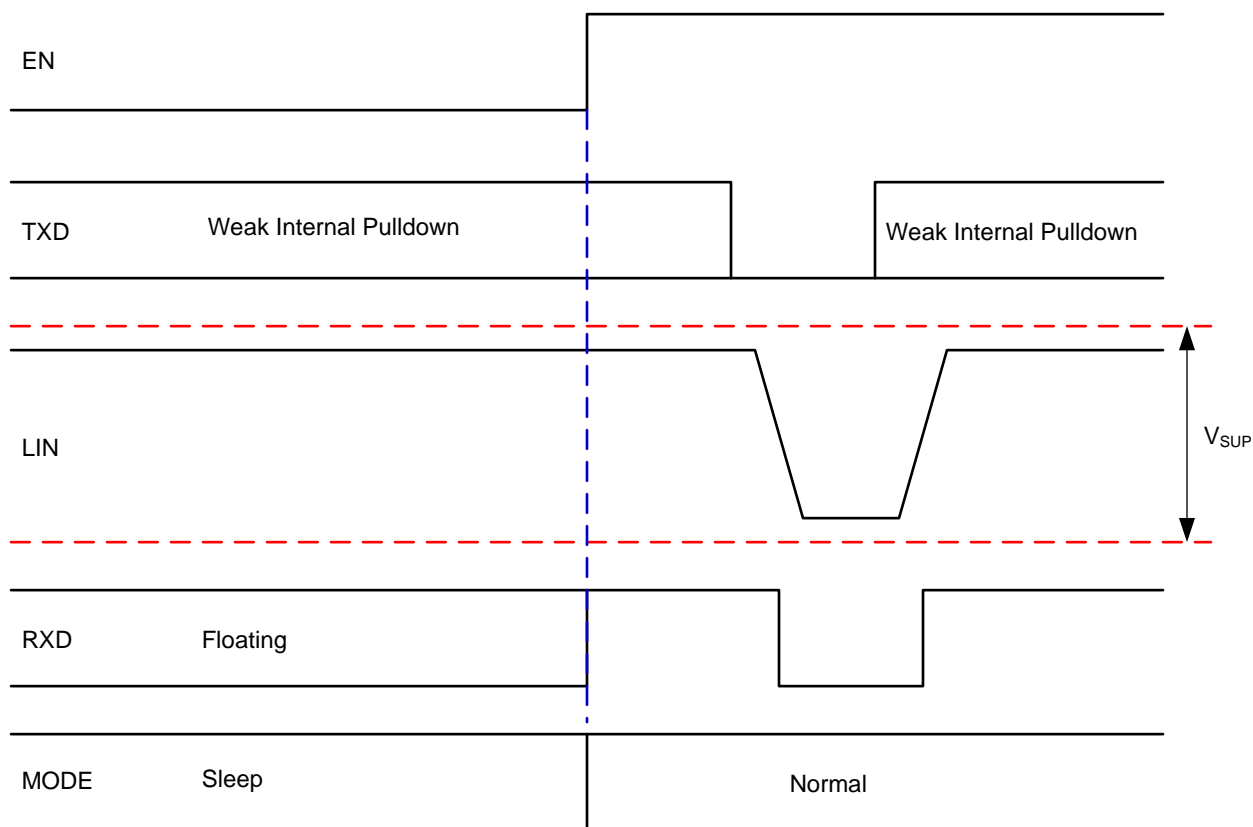 EN
TXD
Weak Internal Pulldown
Weak Internal Pulldown
LIN
VSUP
RXD
Floating
MODE
Sleep
Normal